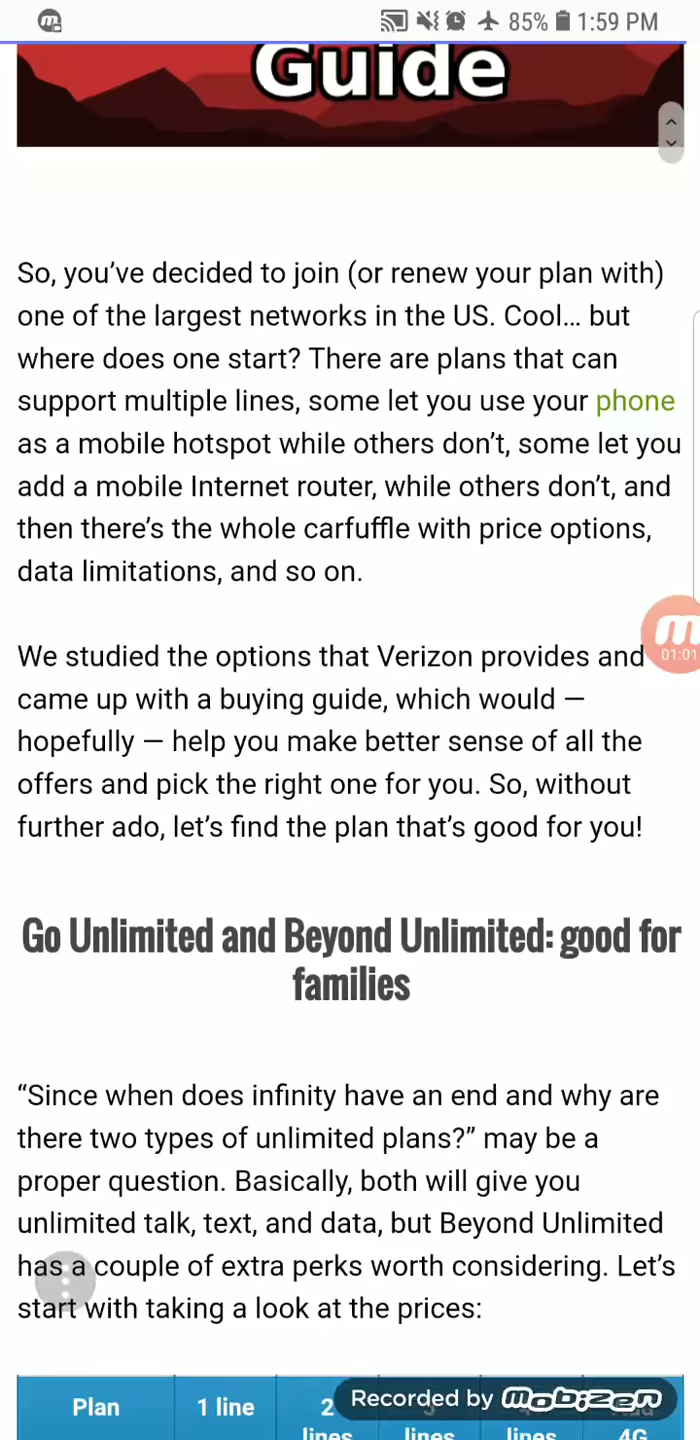 85% 1:59 PM
Guide
So, you’ve decided to join (or renew your plan with)
one of the largest networks in the US. Cool... but
where does one start? There are plans that can
support multiple lines, some let you use your phone
as a mobile hotspot while others don’t, some let you
add a mobile Internet router, while others don’t, and
then there’s the whole carfuffle with price options,
data limitations, and so on.
We studied the options that Verizon provides and
01:01
came up with a buying guide, which would —
hopefully — help you make better sense of all the
offers and pick the right one for you. So, without
further ado, let’s find the plan that’s good for you!
Go Unlimited and Beyond Unlimited: good for
families
“Since when does infinity have an end and why are
there two types of unlimited plans?” may be a
proper question. Basically, both will give you
unlimited talk, text, and data, but Beyond Unlimited
has a couple of extra perks worth considering. Let’s
start with taking a look at the prices:
Plan 1 line 2
Recorded by Mobizen
lines lines lines 4G